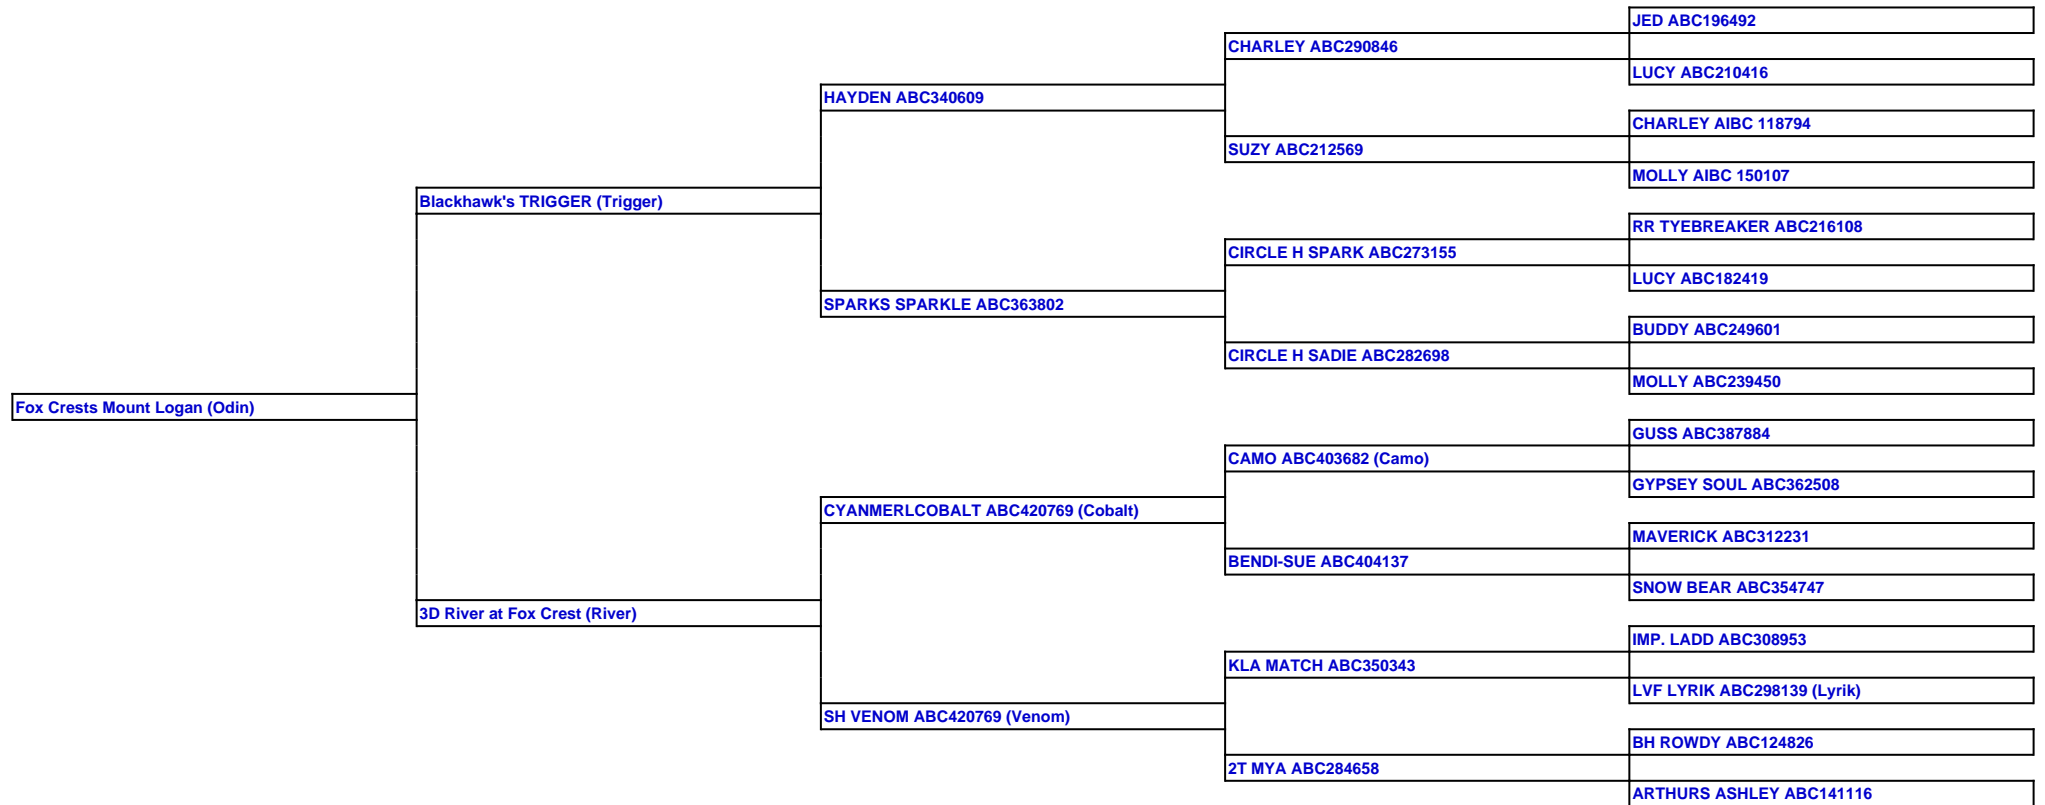 JED ABC196492
CHARLEY ABC290846
LUCY ABC210416
HAYDEN ABC340609
CHARLEY AIBC 118794
SUZY ABC212569
MOLLY AIBC 150107
Blackhawk's TRIGGER (Trigger)
RR TYEBREAKER ABC216108
CIRCLE H SPARK ABC273155
LUCY ABC182419
SPARKS SPARKLE ABC363802
BUDDY ABC249601
CIRCLE H SADIE ABC282698
MOLLY ABC239450
Fox Crests Mount Logan (Odin)
GUSS ABC387884
CAMO ABC403682 (Camo)
GYPSEY SOUL ABC362508
CYANMERLCOBALT ABC420769 (Cobalt)
MAVERICK ABC312231
BENDI-SUE ABC404137
SNOW BEAR ABC354747
3D River at Fox Crest (River)
IMP. LADD ABC308953
KLA MATCH ABC350343
LVF LYRIK ABC298139 (Lyrik)
SH VENOM ABC420769 (Venom)
BH ROWDY ABC124826
2T MYA ABC284658
ARTHURS ASHLEY ABC141116